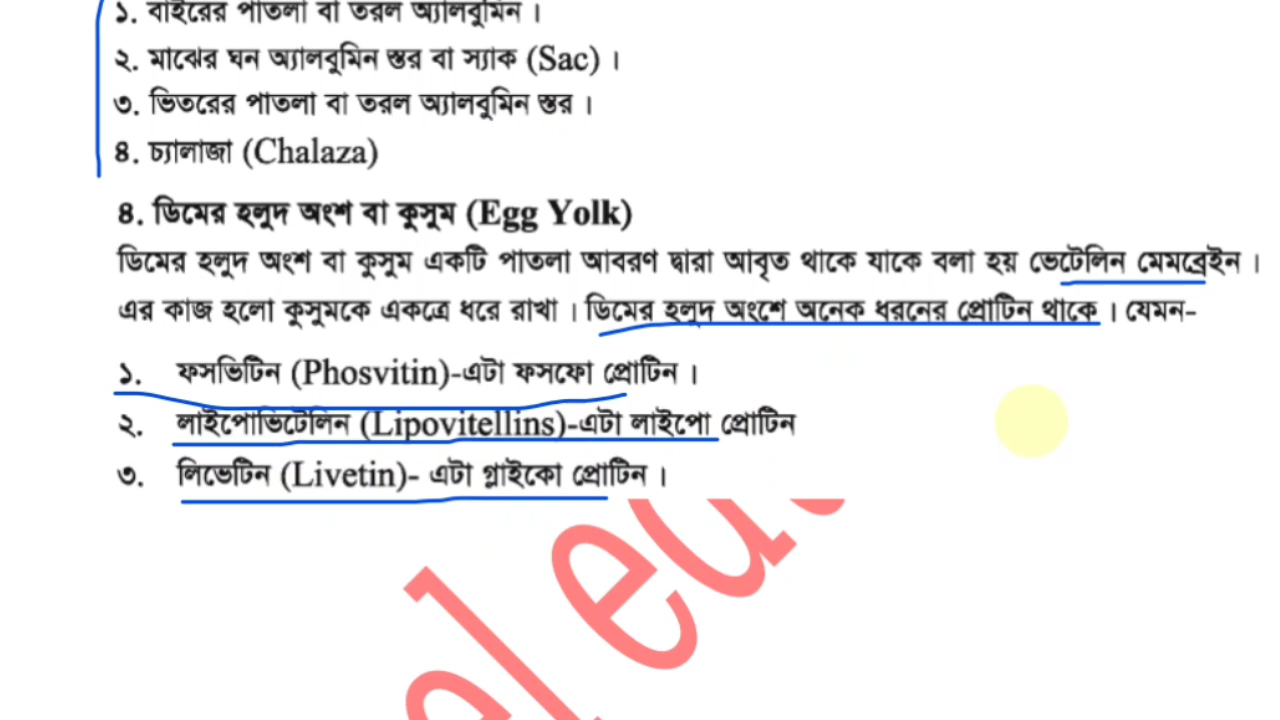 ১. বাইরের পাতলা বা তরল অ্যালবুমিন।
২. মাঝের ঘন অ্যালবুমিন স্তর বা স্যাক (Sac)।
৩. ভিতরের পাতলা বা তরল অ্যালবুমিন স্তর।
৪. চ্যালাজা (Chalaza)
৪. ডিমের হলুদ অংশ বা কুসুম (Egg Yolk)
ডিমের হলুদ অংশ বা কুসুম একটি পাতলা আবরণ দ্বারা আবৃত থাকে যাকে বলা হয় ভেটেলিন মেমব্রেইন।
এর কাজ হলো কুসুমকে একত্রে ধরে রাখা। ডিমের হলুদ অংশে অনেক ধরনের প্রোটিন থাকে। যেমন-
১. ফসভিটিন (Phosvitin)-এটা ফসফো প্রোটিন।
২. লাইপোভিটেলিন (Lipovitellins)-এটা লাইপো প্রোটিন
৩. লিভেটিন (Livetin)- এটা গ্লাইকো প্রোটিন।